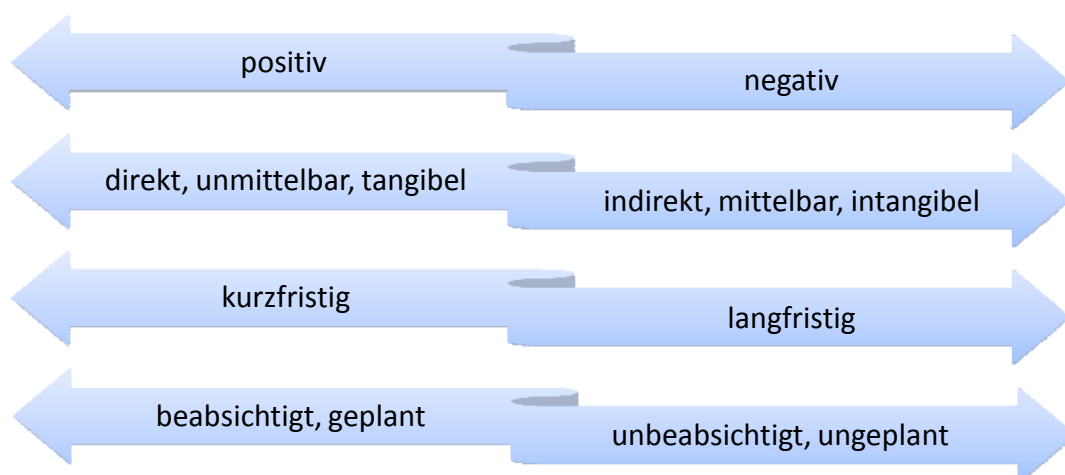 positiv
negativ
direkt, unmittelbar, tangibel
indirekt, mittelbar, intangibel
kurzfristig
langfristig
beabsichtigt, geplant
unbeabsichtigt, ungeplant